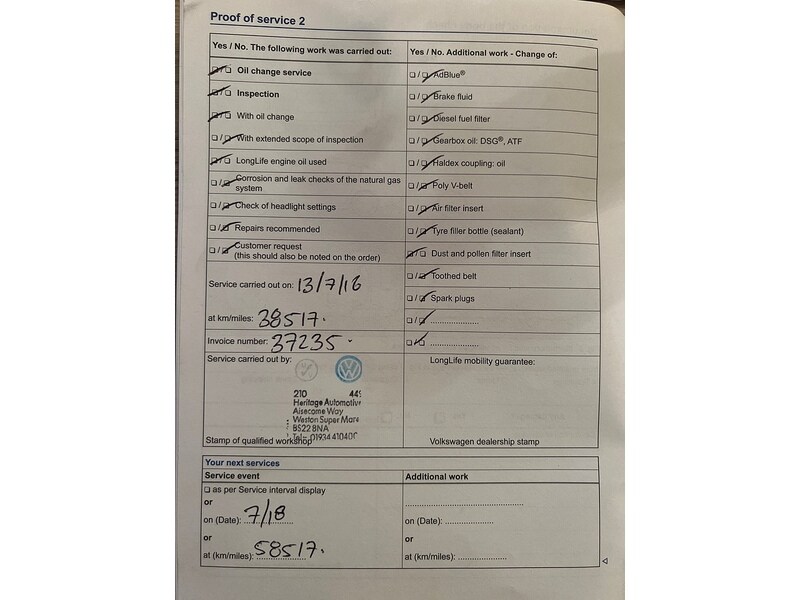 Proof of service 2
Yes / No. The following work was carried out:
Yes / No. Additional work - Change of:
☐ / ☐ Oil change service
☐ / ☐ AdBlue®
☐ / ☐ Inspection
☐ / ☐ Brake fluid
☐ / ☐ With oil change
☐ / ☐ Diesel fuel filter
☐ / ☐ With extended scope of inspection
☐ / ☐ Gearbox oil: DSG®, ATF
☐ / ☐ LongLife engine oil used
☐ / ☐ Haldex coupling: oil
☐ / ☐ Corrosion and leak checks of the natural gas
system
☐ / ☐ Poly V-belt
☐ / ☐ Check of headlight settings
☐ / ☐ Air filter insert
☐ / ☐ Repairs recommended
☐ / ☐ Tyre filler bottle (sealant)
☐ / ☐ Customer request
(this should also be noted on the order)
☐ / ☐ Dust and pollen filter insert
☐ / ☐ Toothed belt
Service carried out on: 13/7/16
☐ / ☐ Spark plugs
at km/miles: 38517.
☐ / ☐ ......................
Invoice number: 37235.
☐ / ☐ ......................
Service carried out by:
LongLife mobility guarantee:
210 449
Heritage Automotive
Aisecome Way
Weston Super Mare
BS22 8NA
Tel: 01934 41040
Stamp of qualified workshop
Volkswagen dealership stamp
Your next services
Service event
Additional work
☐ as per Service interval display
or
on (Date): 7/18
on (Date): ......................
or
or
at (km/miles): 58517.
at (km/miles): ......................